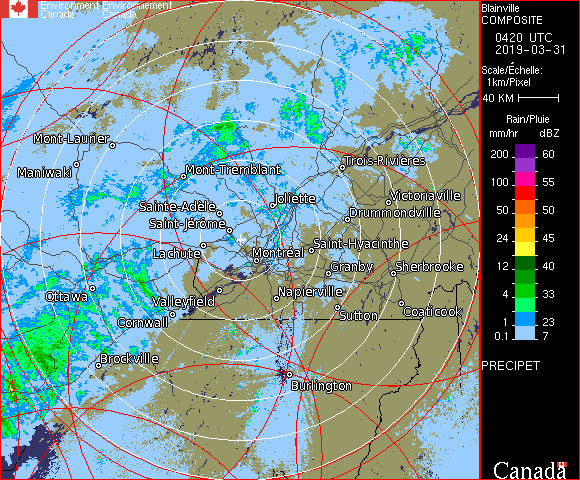 Environment Environnement
Canada Canada
Blainville
COMPOSITE
0420 UTC
2019-03-31
Scale/Échelle:
1km/Pixel
40 KM
Rain/Pluie
mm/hr dBZ
200 60
100 55
50 50
24 45
12 40
4 33
1 23
0.1 7
PRECIPET
Canada
Mont-Laurier
Maniwaki
Mont-Tremblant
Trois-Rivières
Joliette
Victoriaville
Sainte-Adèle
Drummondville
Saint-Jérôme
Saint-Hyacinthe
Lachute
Montréal
Granby
Sherbrooke
Ottawa
Valleyfield
Napierville
Coaticook
Cornwall
Sutton
Brockville
Burlington